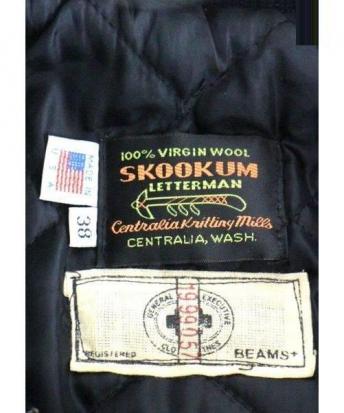 100% VIRGIN WOOL
SKOOKUM
LETTERMAN
Centralia Knitting Mills
CENTRALIA, WASH.
MADE IN
U S A
38
GENERAL EXECUTIVE
1999057
REGISTERED
BEAMS+